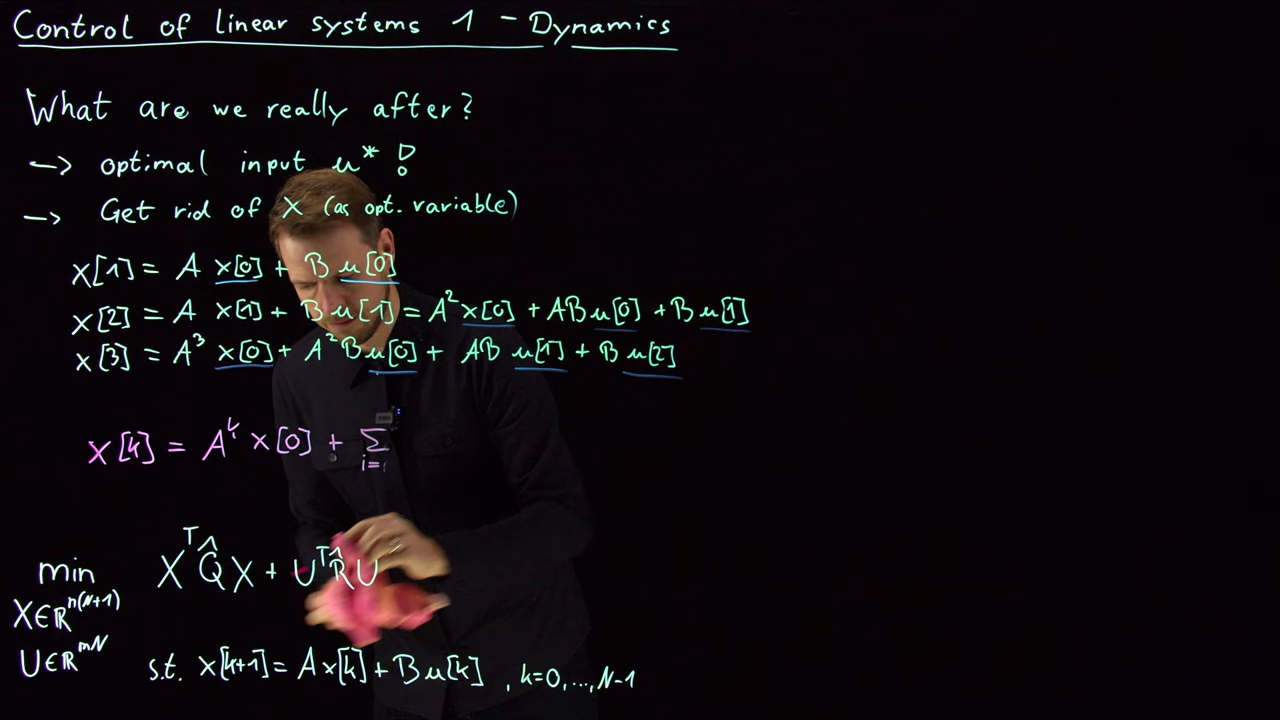 Control of linear systems 1 - Dynamics
What are we really after?
→ optimal input u* !
→ Get rid of X (as opt. variable)
x[1] = A x[0] + B u[0]
x[2] = A x[1] + B u[1] = A² x[0] + AB u[0] + B u[1]
x[3] = A³ x[0] + A² B u[0] + AB u[1] + B u[2]
x[k] = A^k x[0] + Σ i=
min X^T Q̂ X + U^T R̂ U
X∈ℝ^n(N+1)
U∈ℝ^mN
s.t. x[k+1] = A x[k] + B u[k] , k=0,...,N-1